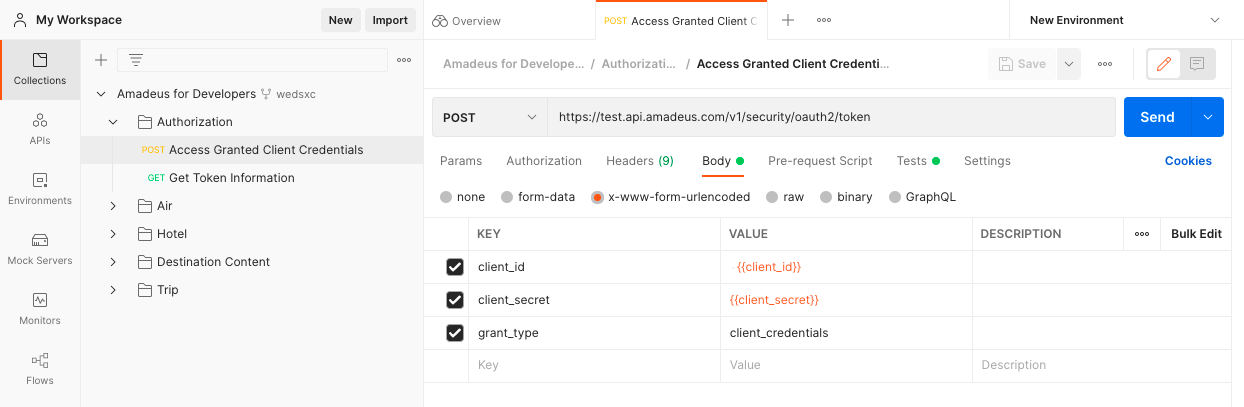 My Workspace New Import
Overview POST Access Granted Client C New Environment
Collections
APIs
Environments
Mock Servers
Monitors
Flows
Amadeus for Developers wedsxc
Authorization
POST Access Granted Client Credentials
GET Get Token Information
Air
Hotel
Destination Content
Trip
Amadeus for Develope... / Authorizati... / Access Granted Client Credenti... Save
POST https://test.api.amadeus.com/v1/security/oauth2/token Send
Params Authorization Headers (9) Body Pre-request Script Tests Settings Cookies
none form-data x-www-form-urlencoded raw binary GraphQL
KEY VALUE DESCRIPTION Bulk Edit
client_id {{client_id}}
client_secret {{client_secret}}
grant_type client_credentials
Key Value Description